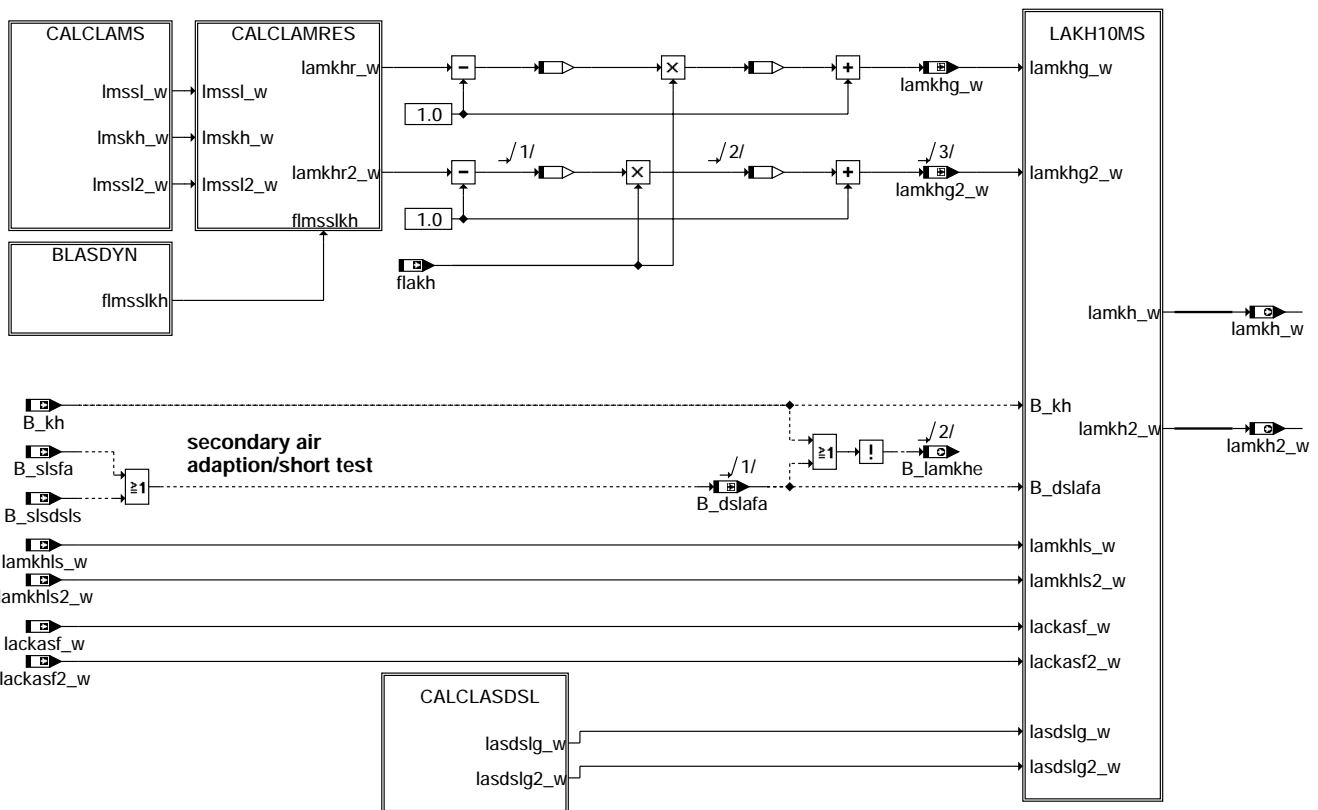 CALCLAMS
lmssl_w
lmskh_w
lmssl2_w
CALCLAMRES
lamkhr_w
lmssl_w
lmskh_w
lamkhr2_w
lmssl2_w
flmsslkh
BLASDYN
flmsslkh
−
×
+
1.0
lamkhg_w
1/
2/
3/
−
×
+
1.0
lamkhg2_w
flakh
LAKH10MS
lamkhg_w
lamkhg2_w
lamkh_w
B_kh
lamkh2_w
B_dslafa
lamkhls_w
lamkhls2_w
lackasf_w
lackasf2_w
lasdslg_w
lasdslg2_w
lamkh_w
lamkh2_w
B_kh
B_slsfa
B_slsdsls
≧1
secondary air
adaption/short test
1/
B_dslafa
≧1
!
2/
B_lamkhe
lamkhls_w
lamkhls2_w
lackasf_w
lackasf2_w
CALCLASDSL
lasdslg_w
lasdslg2_w